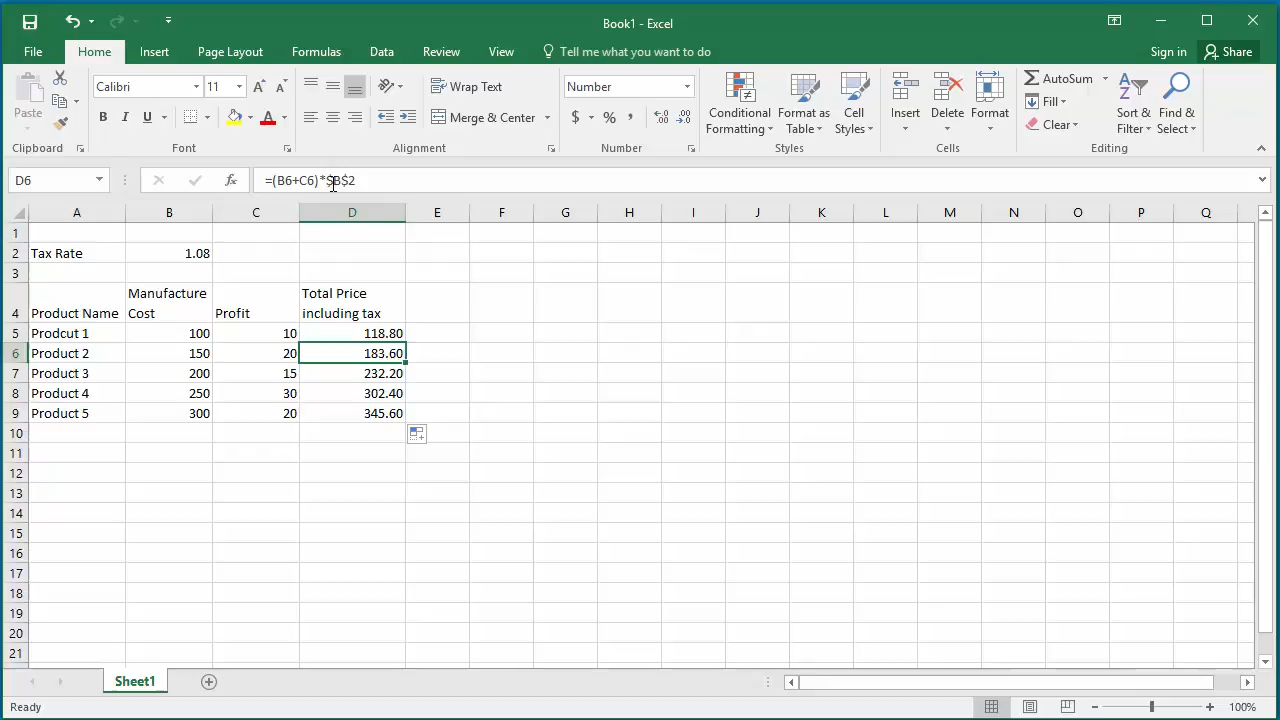 Book1 - Excel
File Home Insert Page Layout Formulas Data Review View Tell me what you want to do Sign in Share
Calibri 11 A A Wrap Text Number AutoSum
Paste B I U A Merge & Center $ % , Conditional Formatting Format as Table Cell Styles Insert Delete Format Fill Clear Sort & Filter Find & Select
Clipboard Font Alignment Number Styles Cells Editing
D6 fx =(B6+C6)*$B$2
A B C D E F G H I J K L M N O P Q
1
2 Tax Rate 1.08
3
Manufacture Total Price
4 Product Name Cost Profit including tax
5 Prodcut 1 100 10 118.80
6 Product 2 150 20 183.60
7 Product 3 200 15 232.20
8 Product 4 250 30 302.40
9 Product 5 300 20 345.60
10
11
12
13
14
15
16
17
18
19
20
21
Sheet1
Ready 100%